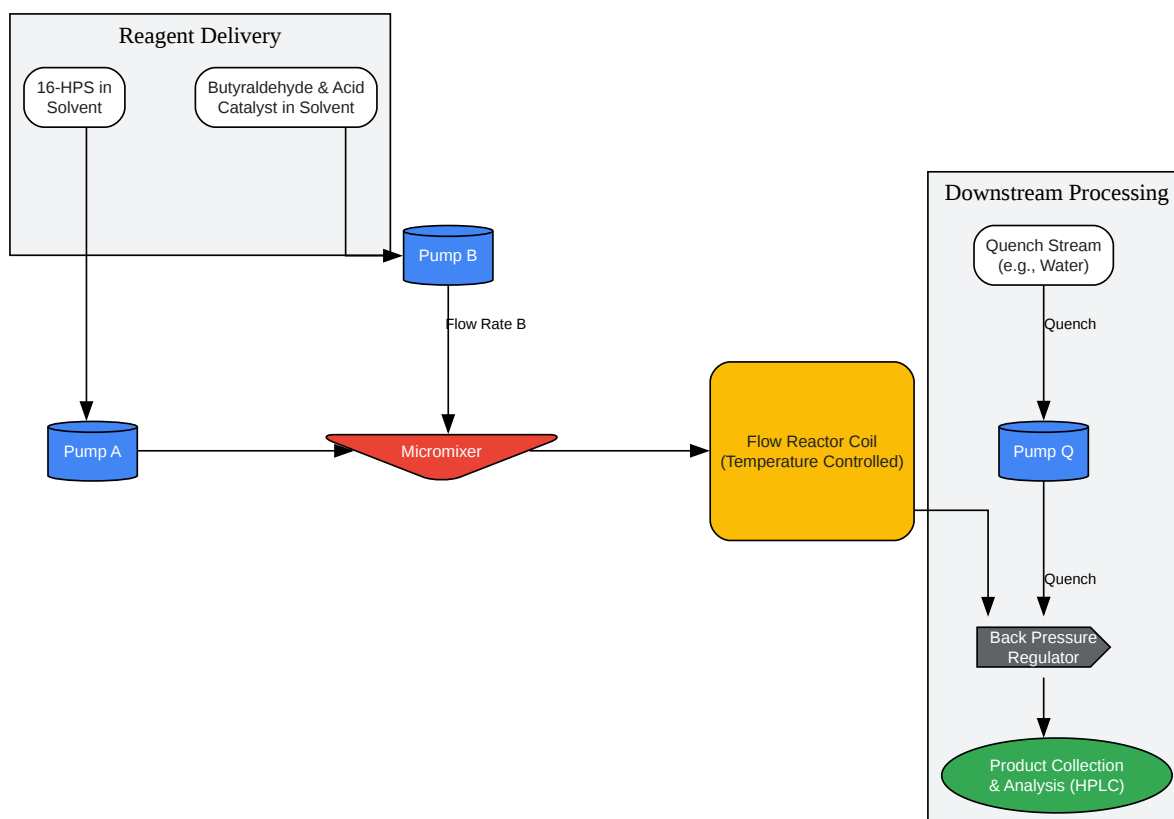 Reagent Delivery
16-HPS in
Solvent
Butyraldehyde & Acid
Catalyst in Solvent
Pump B
Flow Rate B
Pump A
Micromixer
Flow Reactor Coil
(Temperature Controlled)
Downstream Processing
Quench Stream
(e.g., Water)
Quench
Pump Q
Quench
Back Pressure
Regulator
Product Collection
& Analysis (HPLC)